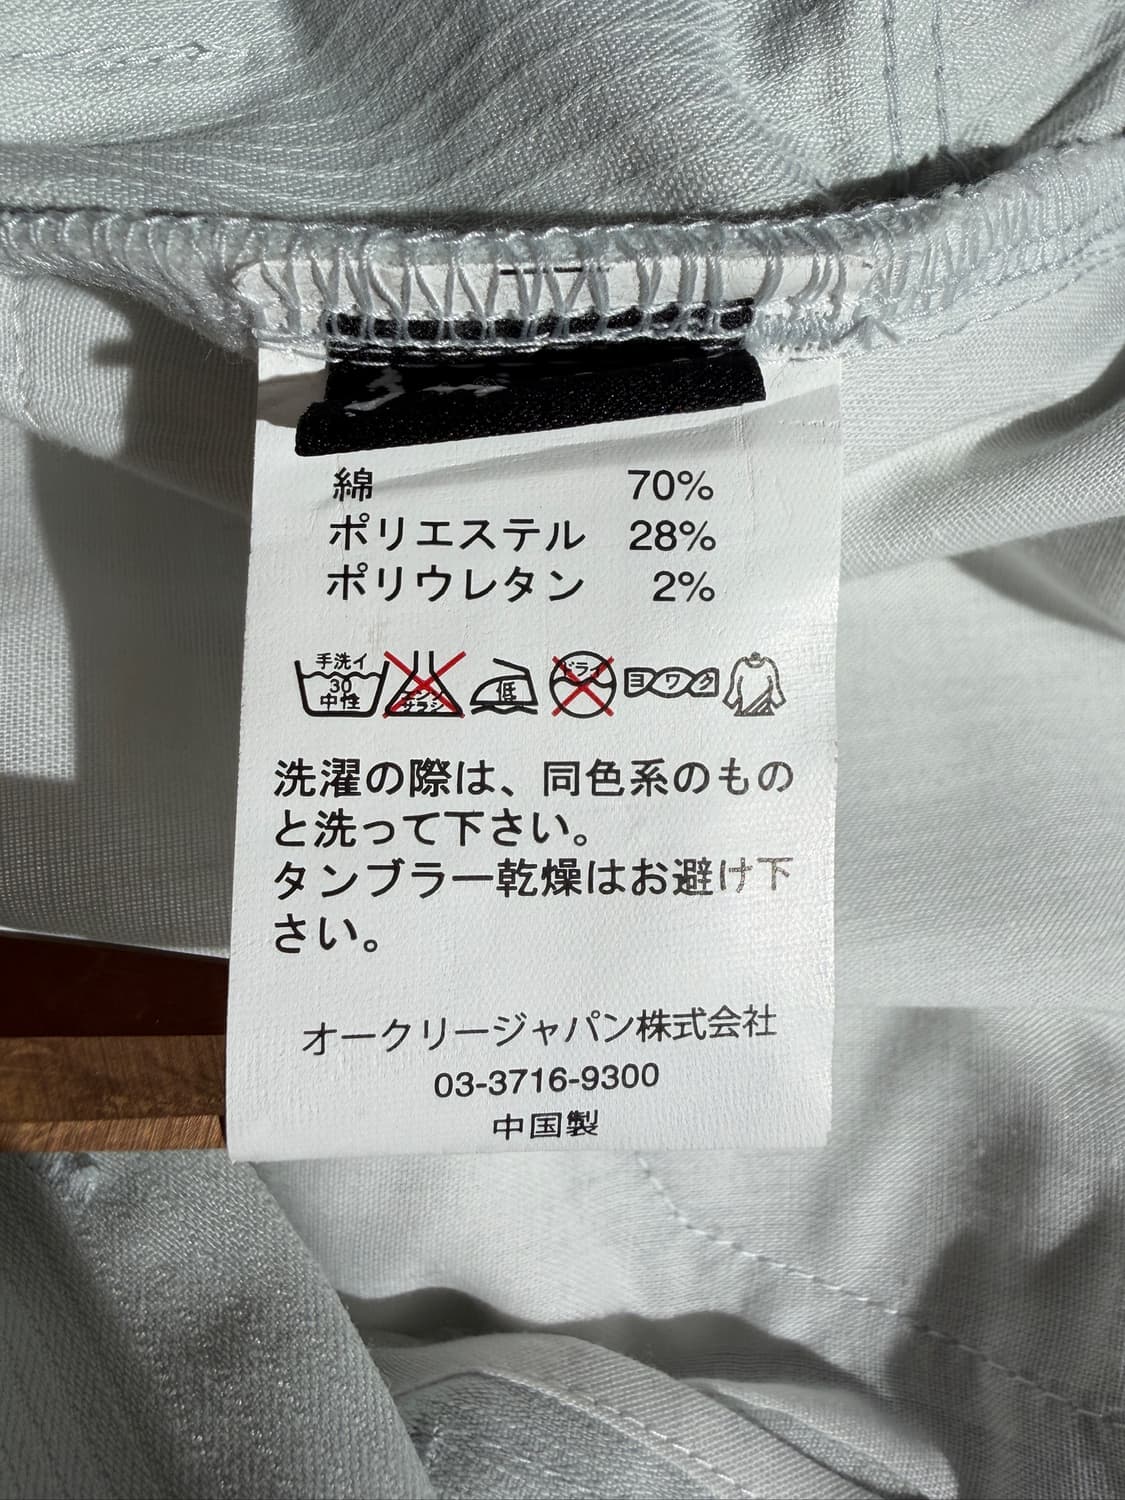 綿 70%
ポリエステル 28%
ポリウレタン 2%
手洗イ
30
中性
エンソ
サラシ
低
ドライ
ヨワク
洗濯の際は、同色系のもの
と洗って下さい。
タンブラー乾燥はお避け下
さい。
オークリージャパン株式会社
03-3716-9300
中国製